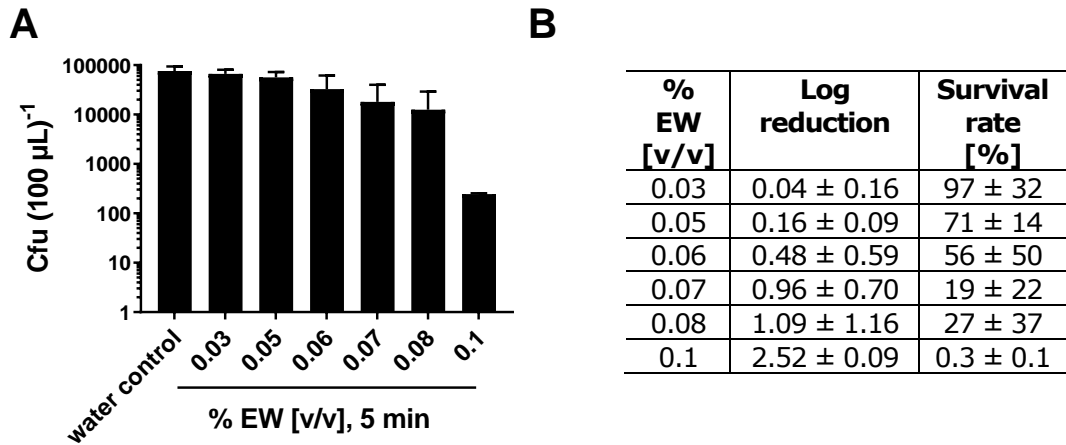 A
B
Cfu (100 µL)⁻¹
100000
10000
1000
100
10
1
water control
0.03
0.05
0.06
0.07
0.08
0.1
% EW [v/v], 5 min
% EW [v/v] Log reduction Survival rate [%]
0.03 0.04 ± 0.16 97 ± 32
0.05 0.16 ± 0.09 71 ± 14
0.06 0.48 ± 0.59 56 ± 50
0.07 0.96 ± 0.70 19 ± 22
0.08 1.09 ± 1.16 27 ± 37
0.1 2.52 ± 0.09 0.3 ± 0.1